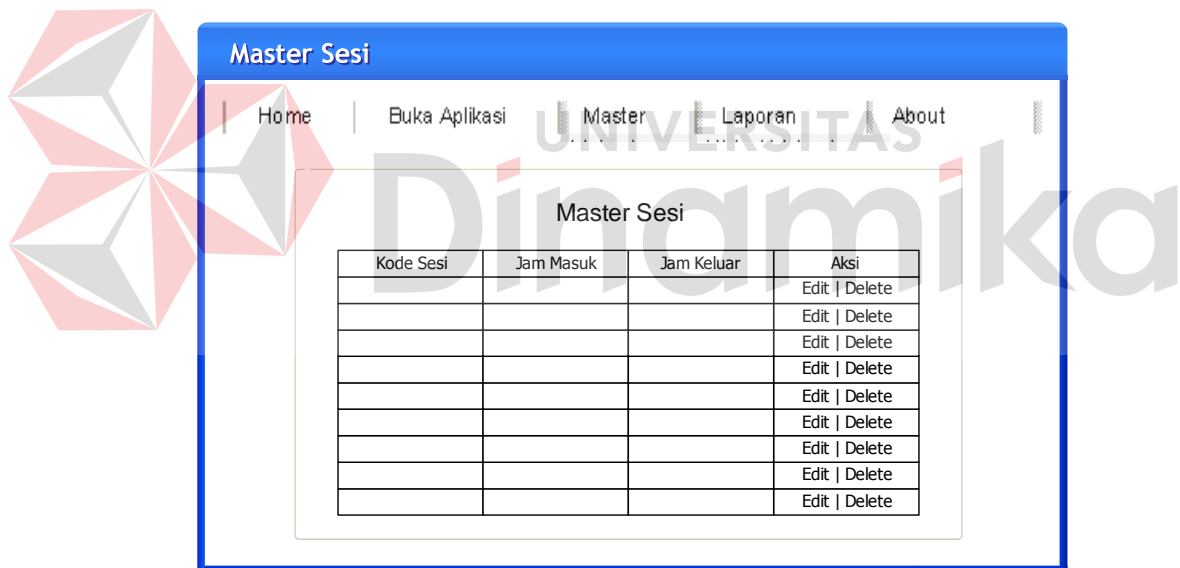 Master Sesi
Home Buka Aplikasi Master Laporan About
UNIVERSITAS
Dinamika
Master Sesi
Kode Sesi Jam Masuk Jam Keluar Aksi
Edit | Delete
Edit | Delete
Edit | Delete
Edit | Delete
Edit | Delete
Edit | Delete
Edit | Delete
Edit | Delete
Edit | Delete